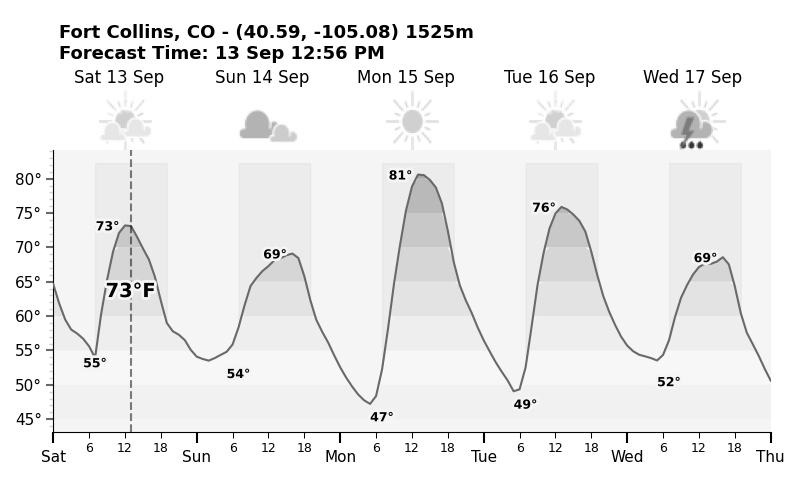 Fort Collins, CO - (40.59, -105.08) 1525m
Forecast Time: 13 Sep 12:56 PM
Sat 13 Sep Sun 14 Sep Mon 15 Sep Tue 16 Sep Wed 17 Sep
80°
75°
70°
65°
60°
55°
50°
45°
73° 69° 81° 76° 69°
73°F
55° 54° 47° 49° 52°
6 12 18 6 12 18 6 12 18 6 12 18 6 12 18
Sat Sun Mon Tue Wed Thu